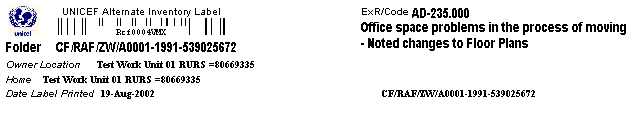 unicef
UNICEF Alternate Inventory Label
Ref0004VMX
Folder CF/RAF/ZW/A0001-1991-539025672
Owner Location Test Work Unit 01 RURS =80669335
Home Test Work Unit 01 RURS =80669335
Date Label Printed 19-Aug-2002
ExR/Code AD-235.000
Office space problems in the process of moving
- Noted changes to Floor Plans
CF/RAF/ZW/A0001-1991-539025672